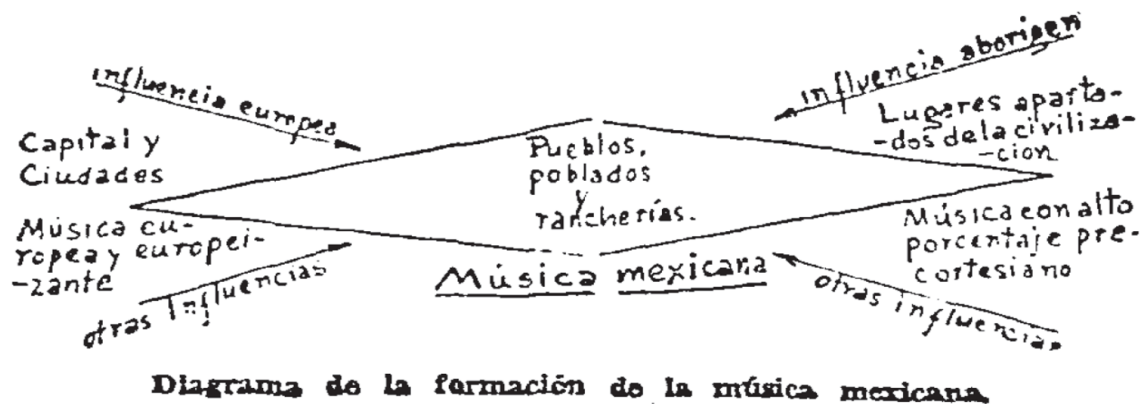 influencia europea
influencia aborigen
Capital y
Ciudades
Pueblos,
poblados
y
rancherías.
Lugares aparta-
-dos de la civiliza-
-cion
Música eu-
ropea y europei-
-zante
Música con alto
porcentaje pre-
cortesiano
otras influencias
Música mexicana
otras influencias
Diagrama de la formación de la música mexicana.